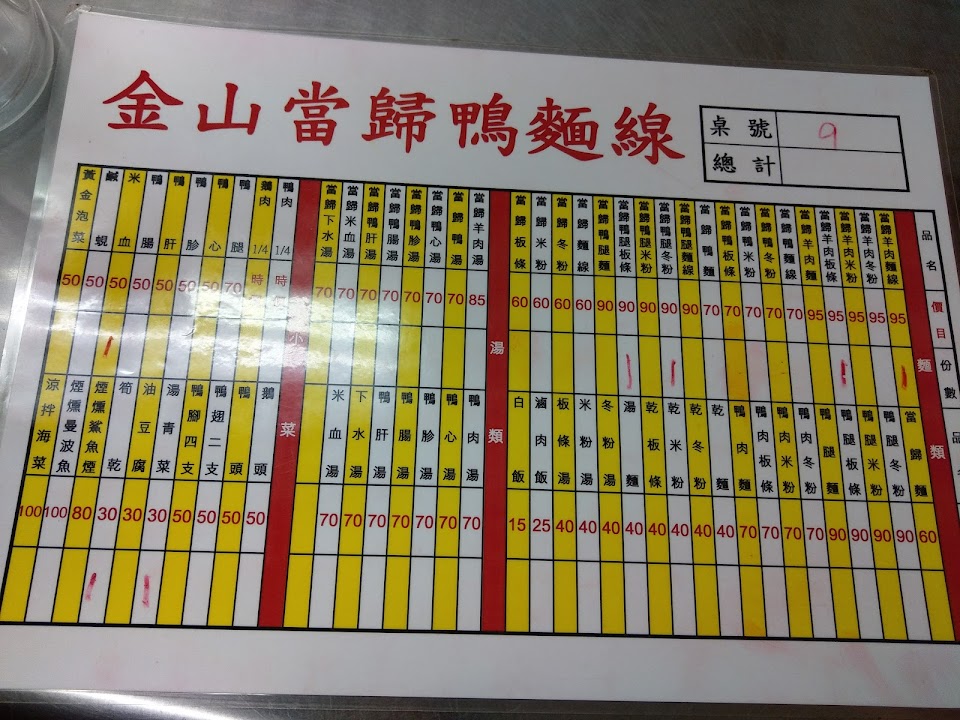 金山當歸鴨麵線
桌號 9
總計
品名 價目 份數
麵類
當歸羊肉麵線 95 1
當歸羊肉冬粉 95
當歸羊肉米粉 95
當歸羊肉板條 95 1
當歸羊肉麵 95
當歸鴨麵線 70
當歸鴨冬粉 70
當歸鴨米粉 70
當歸鴨板條 70
當歸鴨麵 70
當歸鴨腿麵線 90
當歸鴨腿冬粉 90
當歸鴨腿米粉 90 1
當歸鴨腿板條 90 1
當歸鴨腿麵 90
當歸麵線 60
當歸冬粉 60
當歸米粉 60
當歸板條 60
品
當歸麵 60
鴨腿冬粉 90
鴨腿米粉 90
鴨腿板條 90
鴨腿麵 90
鴨肉冬粉 70
鴨肉米粉 70
鴨肉板條 70
鴨肉麵 70
乾麵 40
乾冬粉 40
乾米粉 40
乾板條 40
湯麵 40
冬粉湯 40
米粉湯 40
板條湯 40
滷肉飯 25
白飯 15
湯類
當歸羊肉湯 85
當歸鴨 70
當歸鴨心湯 70
當歸鴨胗湯 70
當歸鴨腸湯 70
當歸鴨肝湯 70
當歸米血湯 70
當歸下水湯 70
鴨肉湯 70
鴨心湯 70
鴨胗湯 70
鴨腸湯 70
鴨肝湯 70
下水湯 70
米血湯 70
小菜
鴨肉1/4 時
鵝肉1/4 時
鴨腿 70
鴨心 50
鴨胗 50
鴨肝 50
鴨腸 50
米血 50 1
鹹蜆 50
黃金泡菜 50
鵝頭 50
鴨頭 50
鴨翅二支 50
鴨腳四支 50
湯青菜 30
油豆腐 30 1
筍乾 30
煙燻鯊魚煙 80 1
煙燻曼波魚 100
涼拌海菜 100